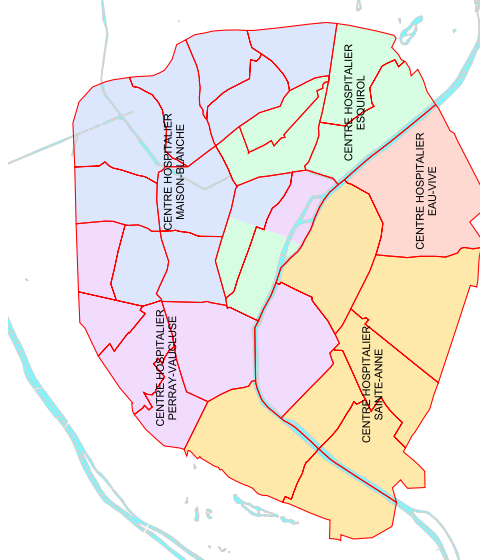 CENTRE HOSPITALIER
MAISON-BLANCHE
CENTRE HOSPITALIER
ESQUIROL
CENTRE HOSPITALIER
EAU-VIVE
CENTRE HOSPITALIER
PERRAY-VAUCLUSE
CENTRE HOSPITALIER
SAINTE-ANNE